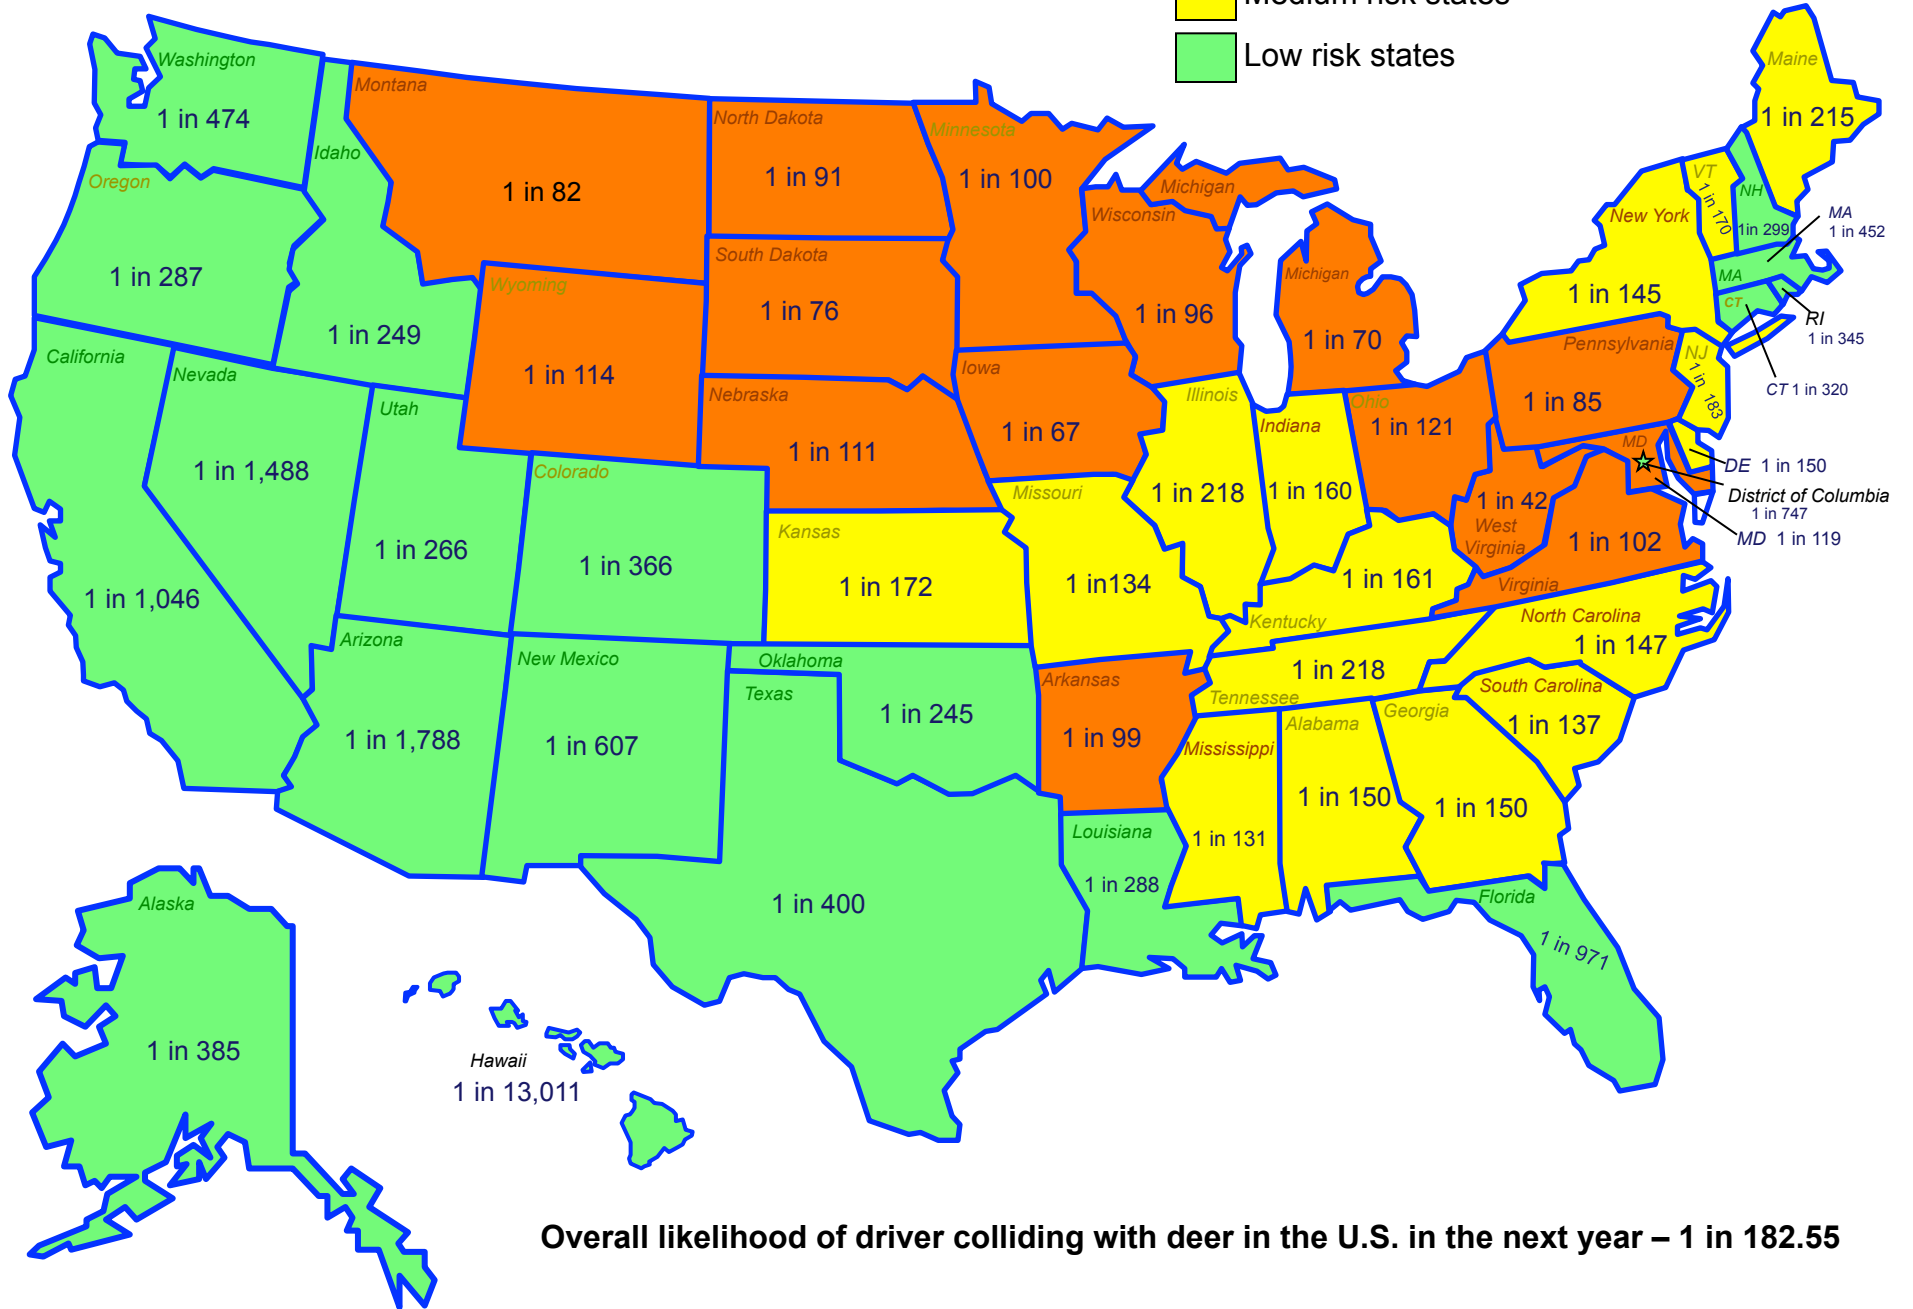 Medium risk states
Low risk states
Washington
1 in 474
Montana
1 in 82
North Dakota
1 in 91
Minnesota
1 in 100
Michigan
Wisconsin
1 in 96
Michigan
1 in 70
Maine
1 in 215
VT
1 in 170
NH
1in 299
MA
1 in 452
New York
1 in 145
MA
CT
RI
1 in 345
CT 1 in 320
Idaho
1 in 249
Oregon
1 in 287
Wyoming
1 in 114
South Dakota
1 in 76
Iowa
1 in 67
Nebraska
1 in 111
Illinois
1 in 218
Indiana
1 in 160
Ohio
1 in 121
Pennsylvania
1 in 85
NJ
1 in
183
MD
DE 1 in 150
District of Columbia
1 in 747
MD 1 in 119
California
1 in 1,046
Nevada
1 in 1,488
Utah
1 in 266
Colorado
1 in 366
Kansas
1 in 172
Missouri
1 in134
Kentucky
1 in 161
1 in 42
West
Virginia
1 in 102
Virginia
North Carolina
1 in 147
Tennessee
1 in 218
South Carolina
1 in 137
Arizona
1 in 1,788
New Mexico
1 in 607
Oklahoma
1 in 245
Texas
1 in 400
Arkansas
1 in 99
Mississippi
1 in 131
Alabama
1 in 150
Georgia
1 in 150
Louisiana
1 in 288
Florida
1 in 971
Alaska
1 in 385
Hawaii
1 in 13,011
Overall likelihood of driver colliding with deer in the U.S. in the next year – 1 in 182.55